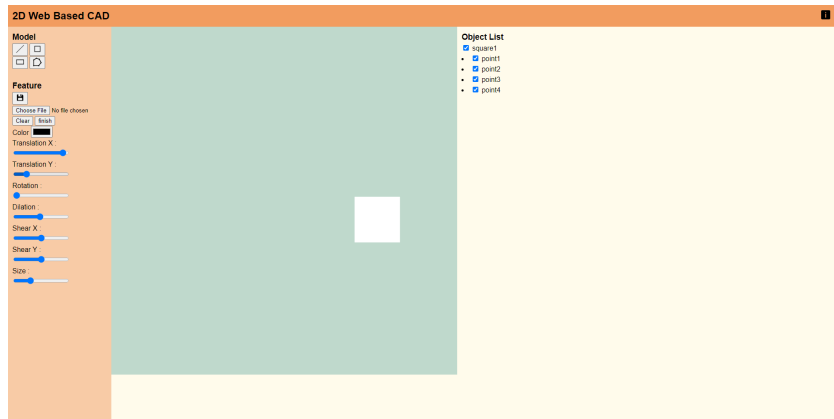 2D Web Based CAD
i
Model
Feature
Choose File No file chosen
Clear finish
Color
Translation X :
Translation Y :
Rotation :
Dilation :
Shear X :
Shear Y :
Size :
Object List
square1
point1
point2
point3
point4